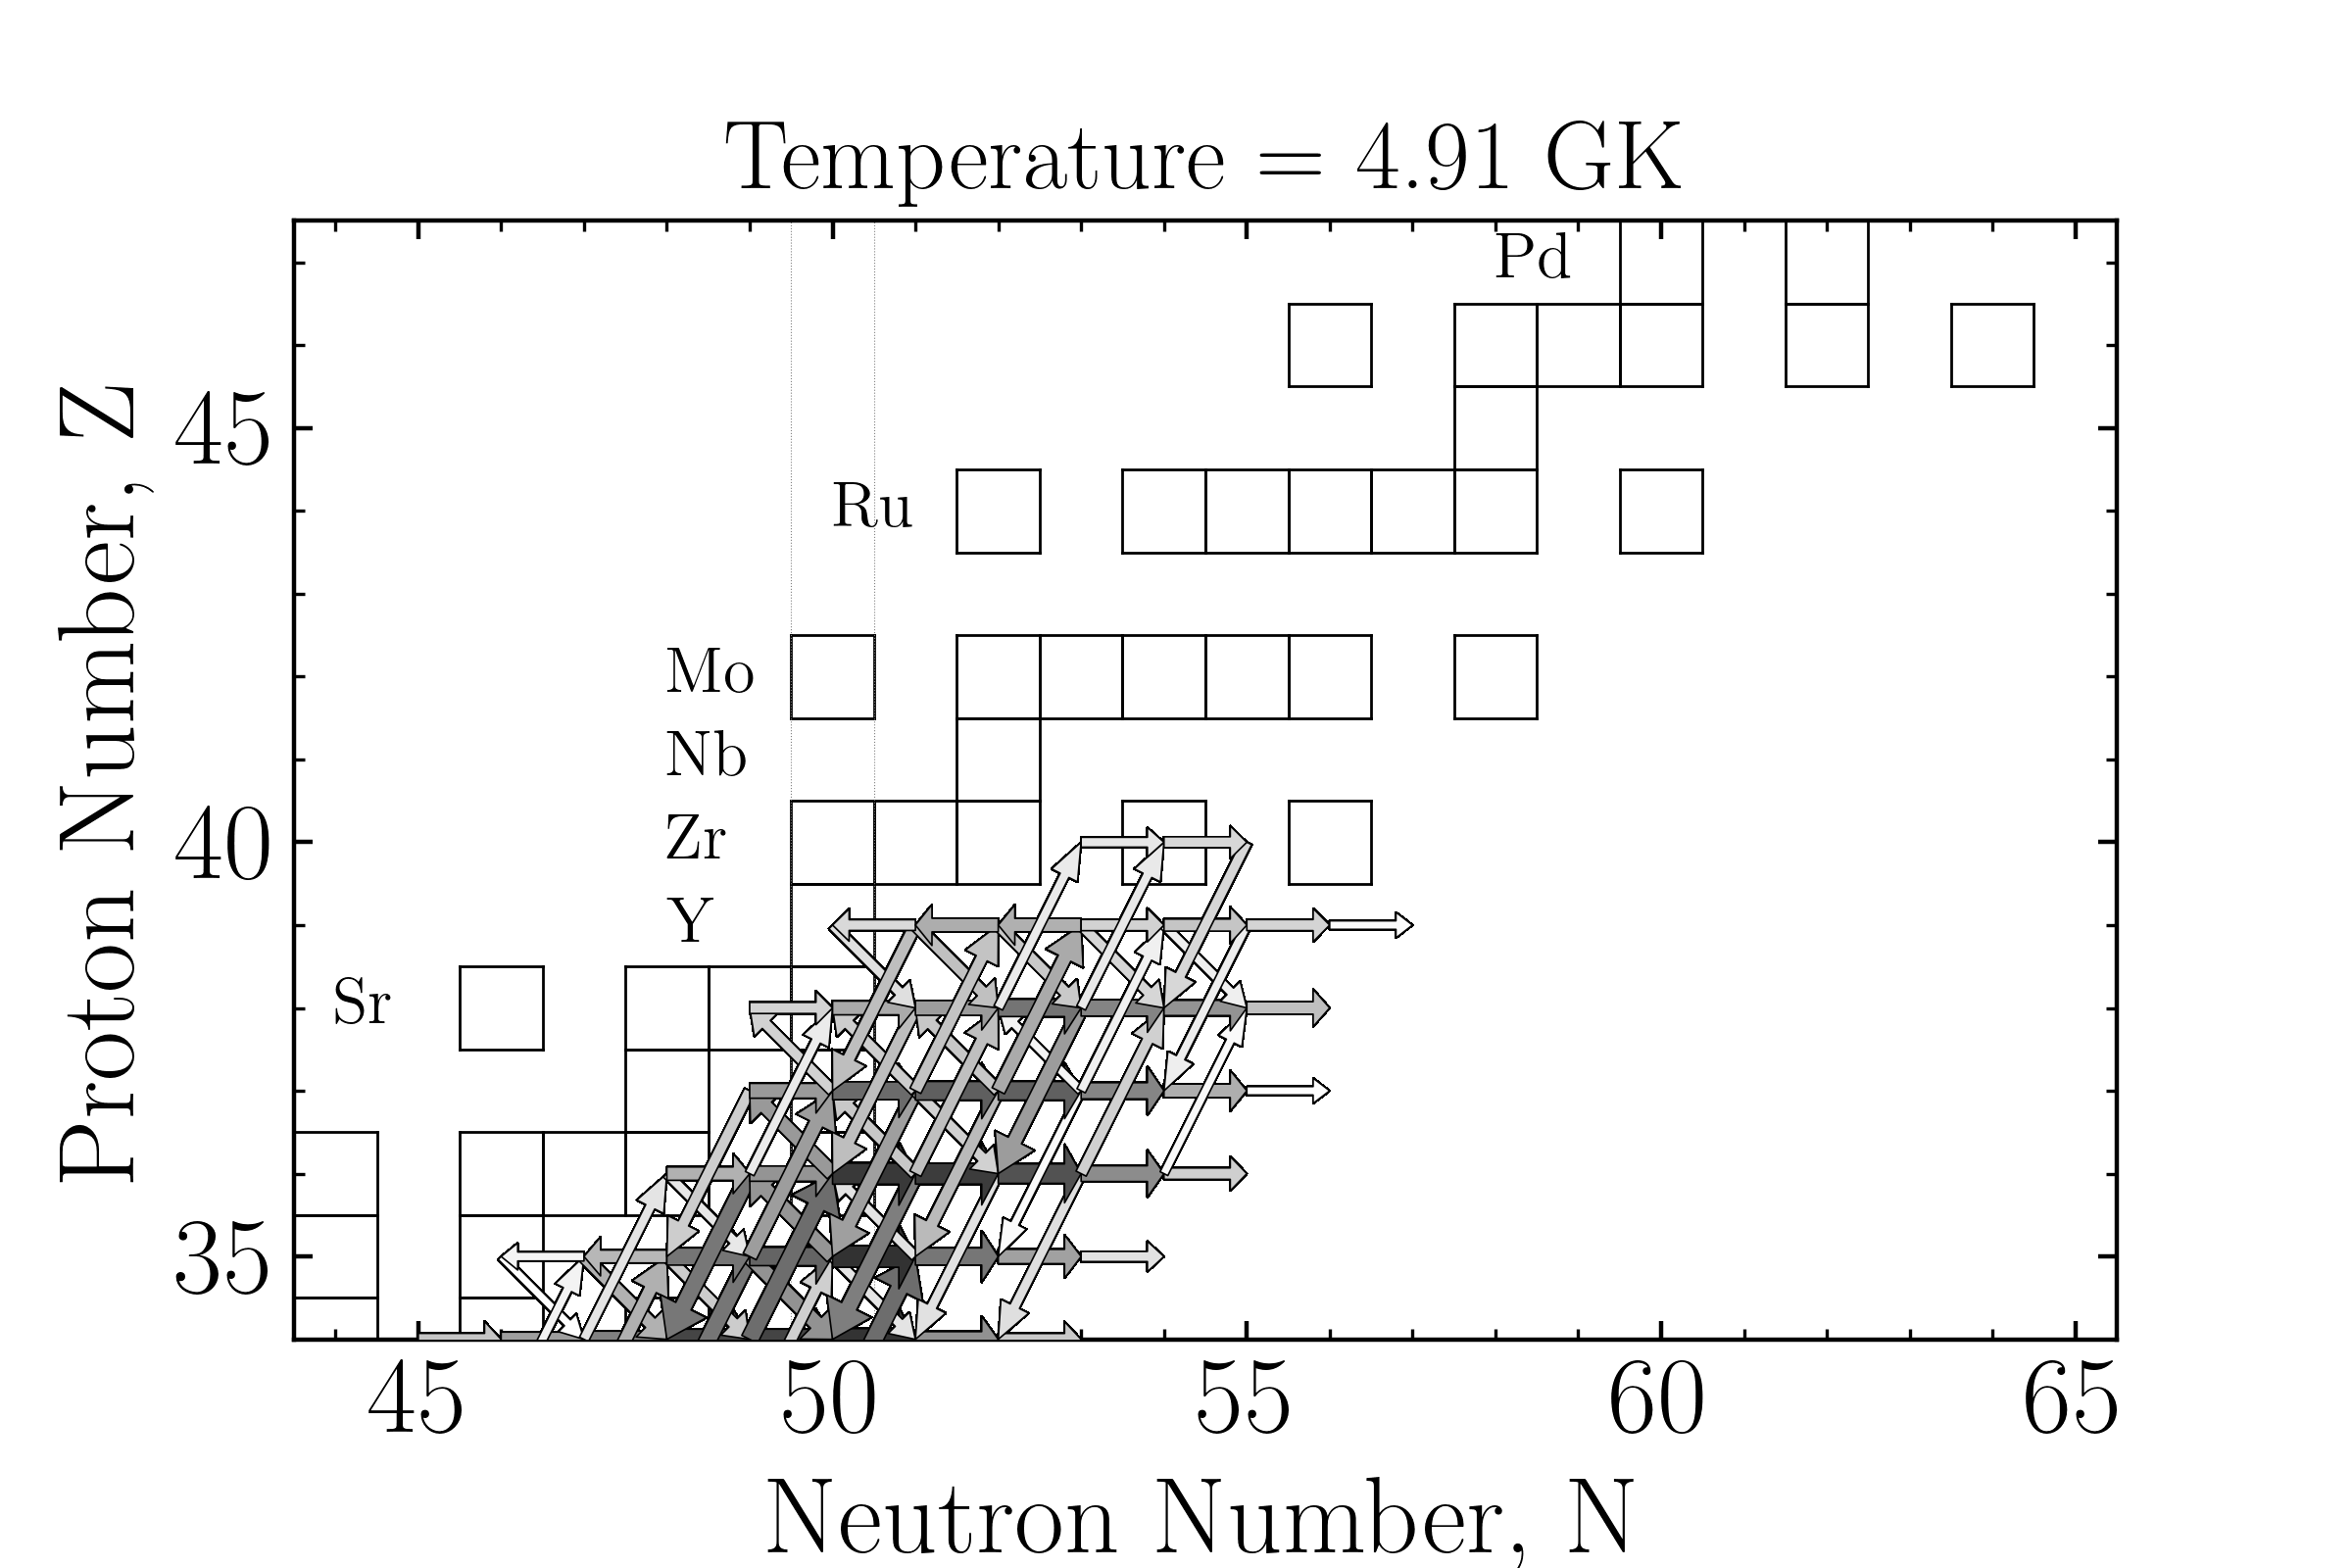 Temperature = 4.91 GK
Pd
45
Ru
Mo
Nb
Zr
40
Y
Sr
35
45 50 55 60 65
Proton Number, Z
Neutron Number, N